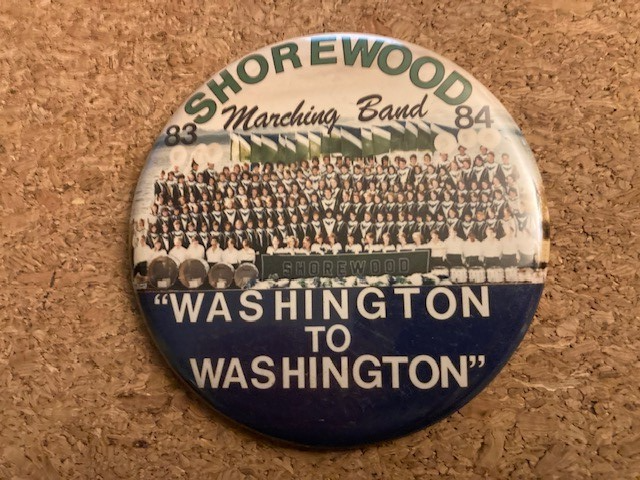 SHOREWOOD
Marching Band
83 84
SHOREWOOD
"WASHINGTON
TO
WASHINGTON"